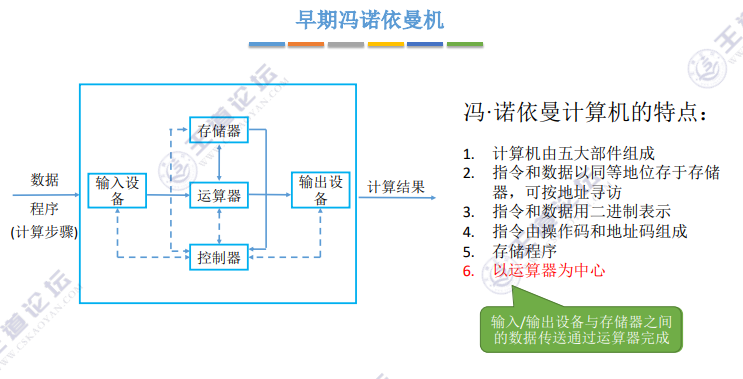 早期冯诺依曼机
数据
程序
(计算步骤)
输入设
备
存储器
运算器
控制器
输出设
备
计算结果
冯·诺依曼计算机的特点：
1. 计算机由五大部件组成
2. 指令和数据以同等地位存于存储
器，可按地址寻访
3. 指令和数据用二进制表示
4. 指令由操作码和地址码组成
5. 存储程序
6. 以运算器为中心
输入/输出设备与存储器之间
的数据传送通过运算器完成
王道论坛
WWW.CSKAOYAN.COM